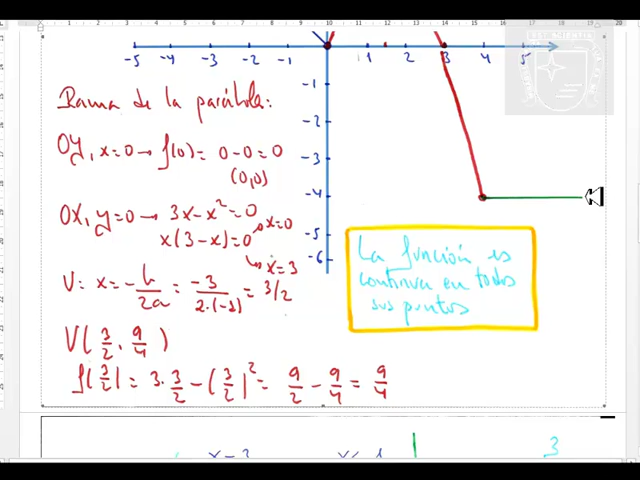 -5 -4 -3 -2 -1 1 2 3 4 5
-1
-2
-3
-4
-5
-6
Rama de la parábola:
Oy, x=0 → f(0) = 0-0=0
(0,0)
OX, y=0 → 3x-x²=0
x(3-x)=0 x=0
x=3
V: x = -b/2a = -3/2·(-1) = 3/2
V(3/2, 9/4)
f(3/2) = 3·3/2 - (3/2)² = 9/2 - 9/4 = 9/4
La función es
continua en todos
sus puntos
3